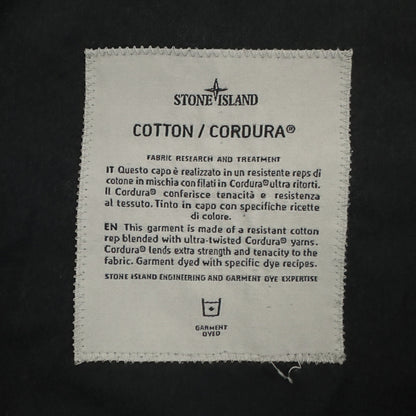 STONE ISLAND
COTTON / CORDURA®
FABRIC RESEARCH AND TREATMENT
IT Questo capo è realizzato in un resistente reps di
cotone in mischia con filati in Cordura® ultra ritorti.
Il Cordura® conferisce tenacità e resistenza
al tessuto. Tinto in capo con specifiche ricette
di colore.
EN This garment is made of a resistant cotton
rep blended with ultra-twisted Cordura® yarns.
Cordura® lends extra strength and tenacity to the
fabric. Garment dyed with specific dye recipes.
STONE ISLAND ENGINEERING AND GARMENT DYE EXPERTISE
GARMENT
DYED